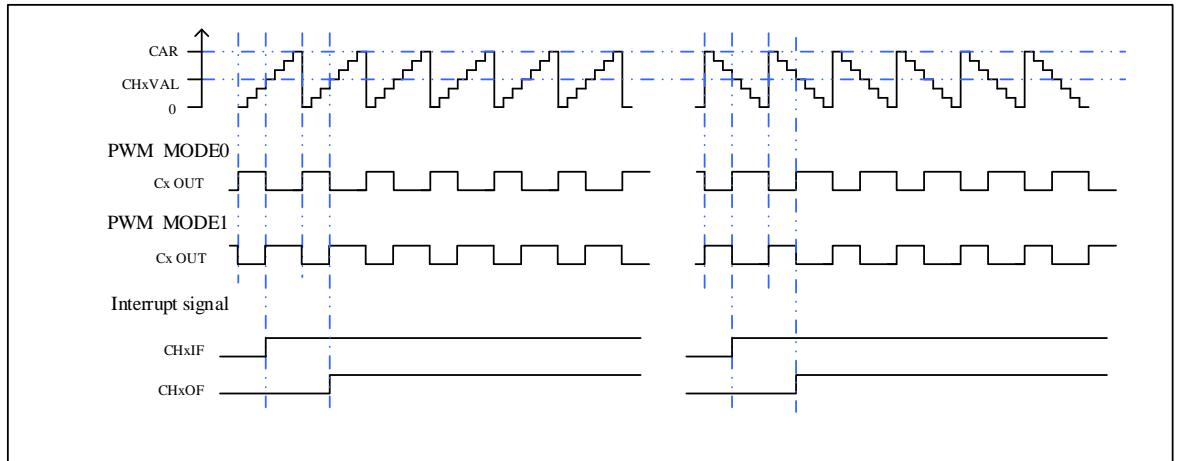 CAR
CHxVAL
0
PWM MODE0
Cx OUT
PWM MODE1
Cx OUT
Interrupt signal
CHxIF
CHxOF